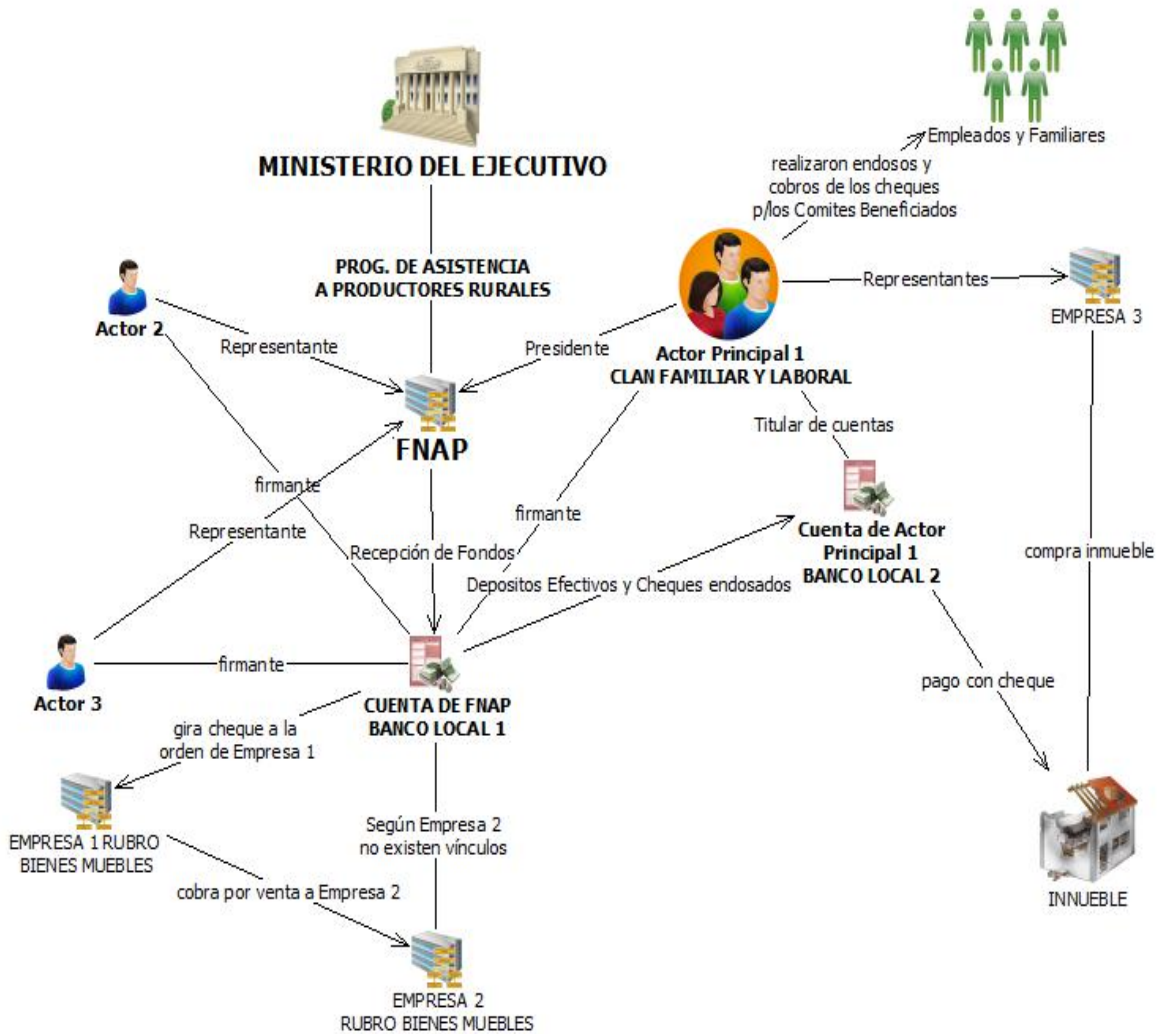 Empleados y Familiares
MINISTERIO DEL EJECUTIVO
realizaron endosos y
cobros de los cheques
p/los Comites Beneficiados
PROG. DE ASISTENCIA
A PRODUCTORES RURALES
Actor 2
Representante
Presidente
Representantes
EMPRESA 3
Actor Principal 1
CLAN FAMILIAR Y LABORAL
FNAP
Titular de cuentas
firmante
Representante
firmante
Recepción de Fondos
Depositos Efectivos y Cheques endosados
Cuenta de Actor
Principal 1
BANCO LOCAL 2
compra inmueble
Actor 3
firmante
CUENTA DE FNAP
BANCO LOCAL 1
pago con cheque
gira cheque a la
orden de Empresa 1
EMPRESA 1 RUBRO
BIENES MUEBLES
Según Empresa 2
no existen vínculos
cobra por venta a Empresa 2
INNUEBLE
EMPRESA 2
RUBRO BIENES MUEBLES